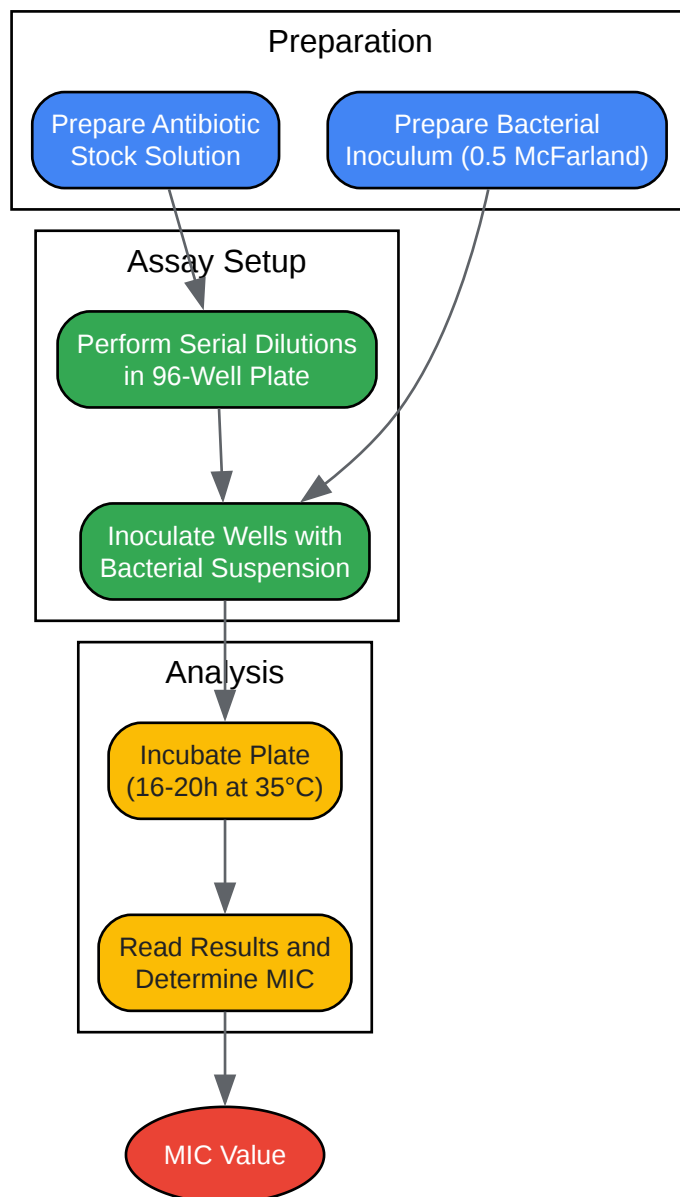 Preparation
Prepare Antibiotic
Stock Solution
Prepare Bacterial
Inoculum (0.5 McFarland)
Assay Setup
Perform Serial Dilutions
in 96-Well Plate
Inoculate Wells with
Bacterial Suspension
Analysis
Incubate Plate
(16-20h at 35°C)
Read Results and
Determine MIC
MIC Value